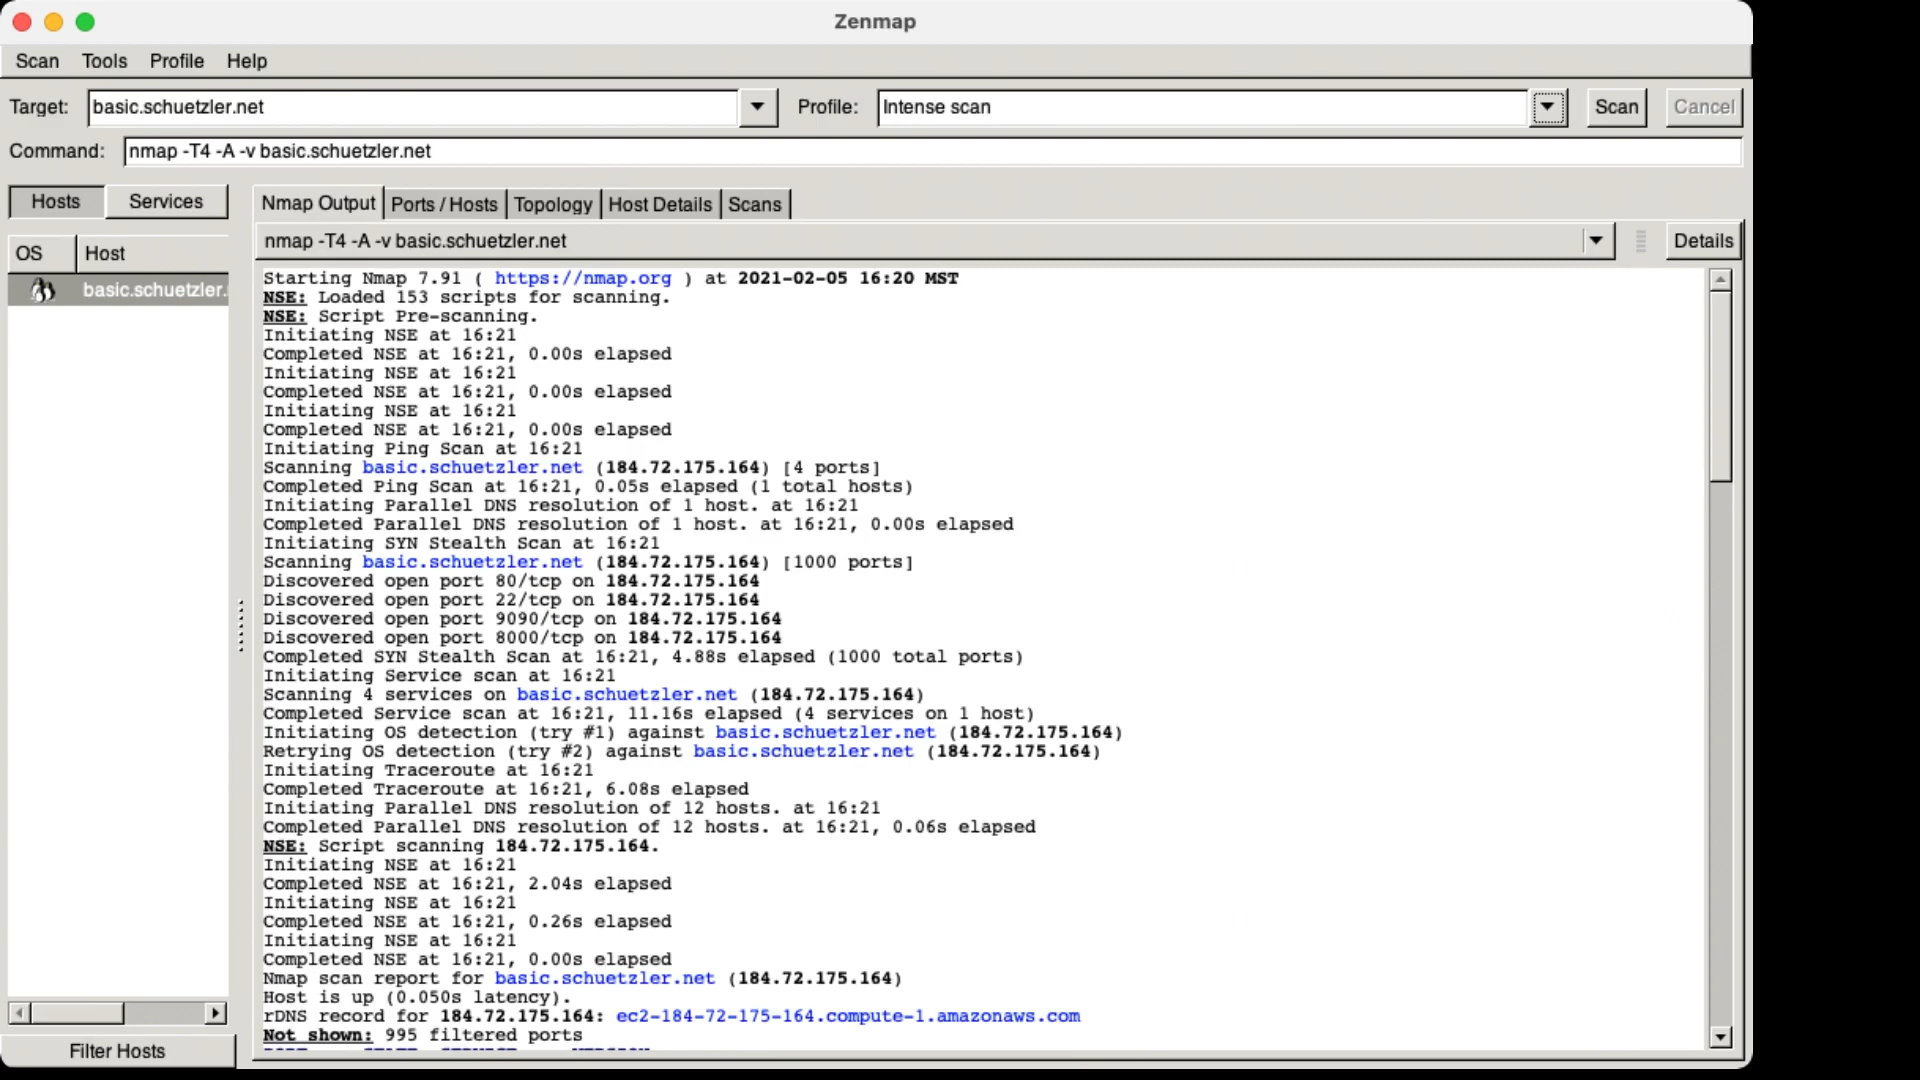 Zenmap
Scan Tools Profile Help
Target: basic.schuetzler.net Profile: Intense scan Scan Cancel
Command: nmap -T4 -A -v basic.schuetzler.net
Hosts Services Nmap Output Ports / Hosts Topology Host Details Scans
nmap -T4 -A -v basic.schuetzler.net Details
OS Host
basic.schuetzler.
Starting Nmap 7.91 ( https://nmap.org ) at 2021-02-05 16:20 MST
NSE: Loaded 153 scripts for scanning.
NSE: Script Pre-scanning.
Initiating NSE at 16:21
Completed NSE at 16:21, 0.00s elapsed
Initiating NSE at 16:21
Completed NSE at 16:21, 0.00s elapsed
Initiating NSE at 16:21
Completed NSE at 16:21, 0.00s elapsed
Initiating Ping Scan at 16:21
Scanning basic.schuetzler.net (184.72.175.164) [4 ports]
Completed Ping Scan at 16:21, 0.05s elapsed (1 total hosts)
Initiating Parallel DNS resolution of 1 host. at 16:21
Completed Parallel DNS resolution of 1 host. at 16:21, 0.00s elapsed
Initiating SYN Stealth Scan at 16:21
Scanning basic.schuetzler.net (184.72.175.164) [1000 ports]
Discovered open port 80/tcp on 184.72.175.164
Discovered open port 22/tcp on 184.72.175.164
Discovered open port 9090/tcp on 184.72.175.164
Discovered open port 8000/tcp on 184.72.175.164
Completed SYN Stealth Scan at 16:21, 4.88s elapsed (1000 total ports)
Initiating Service scan at 16:21
Scanning 4 services on basic.schuetzler.net (184.72.175.164)
Completed Service scan at 16:21, 11.16s elapsed (4 services on 1 host)
Initiating OS detection (try #1) against basic.schuetzler.net (184.72.175.164)
Retrying OS detection (try #2) against basic.schuetzler.net (184.72.175.164)
Initiating Traceroute at 16:21
Completed Traceroute at 16:21, 6.08s elapsed
Initiating Parallel DNS resolution of 12 hosts. at 16:21
Completed Parallel DNS resolution of 12 hosts. at 16:21, 0.06s elapsed
NSE: Script scanning 184.72.175.164.
Initiating NSE at 16:21
Completed NSE at 16:21, 2.04s elapsed
Initiating NSE at 16:21
Completed NSE at 16:21, 0.26s elapsed
Initiating NSE at 16:21
Completed NSE at 16:21, 0.00s elapsed
Nmap scan report for basic.schuetzler.net (184.72.175.164)
Host is up (0.050s latency).
rDNS record for 184.72.175.164: ec2-184-72-175-164.compute-1.amazonaws.com
Not shown: 995 filtered ports
Filter Hosts